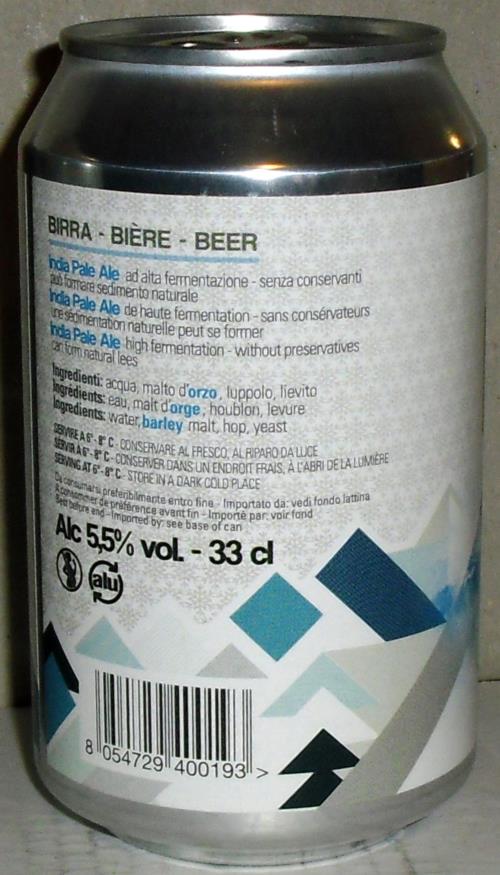 BIRRA - BIÈRE - BEER
India Pale Ale ad alta fermentazione - senza conservanti
può formare sedimento naturale
India Pale Ale de haute fermentation - sans consérvateurs
une sédimentation naturelle peut se former
India Pale Ale high fermentation - without preservatives
can form natural lees
Ingredienti: acqua, malto d'orzo, luppolo, lievito
Ingrédients: eau, malt d'orge, houblon, levure
Ingredients: water, barley malt, hop, yeast
SERVIRE A 6°- 8° C - CONSERVARE AL FRESCO, AL RIPARO DA LUCE
SERVIR A 6°- 8° C - CONSERVER DANS UN ENDROIT FRAIS, À L'ABRI DE LA LUMIÈRE
SERVING AT 6°- 8° C - STORE IN A DARK COLD PLACE
Da consumarsi preferibilmente entro fine - Importato da: vedi fondo lattina
A consommer de préférence avant fin - Importé par: voir fond
Best before end - Imported by: see base of can
Alc 5,5% vol. - 33 cl
alu
8 054729 400193 >